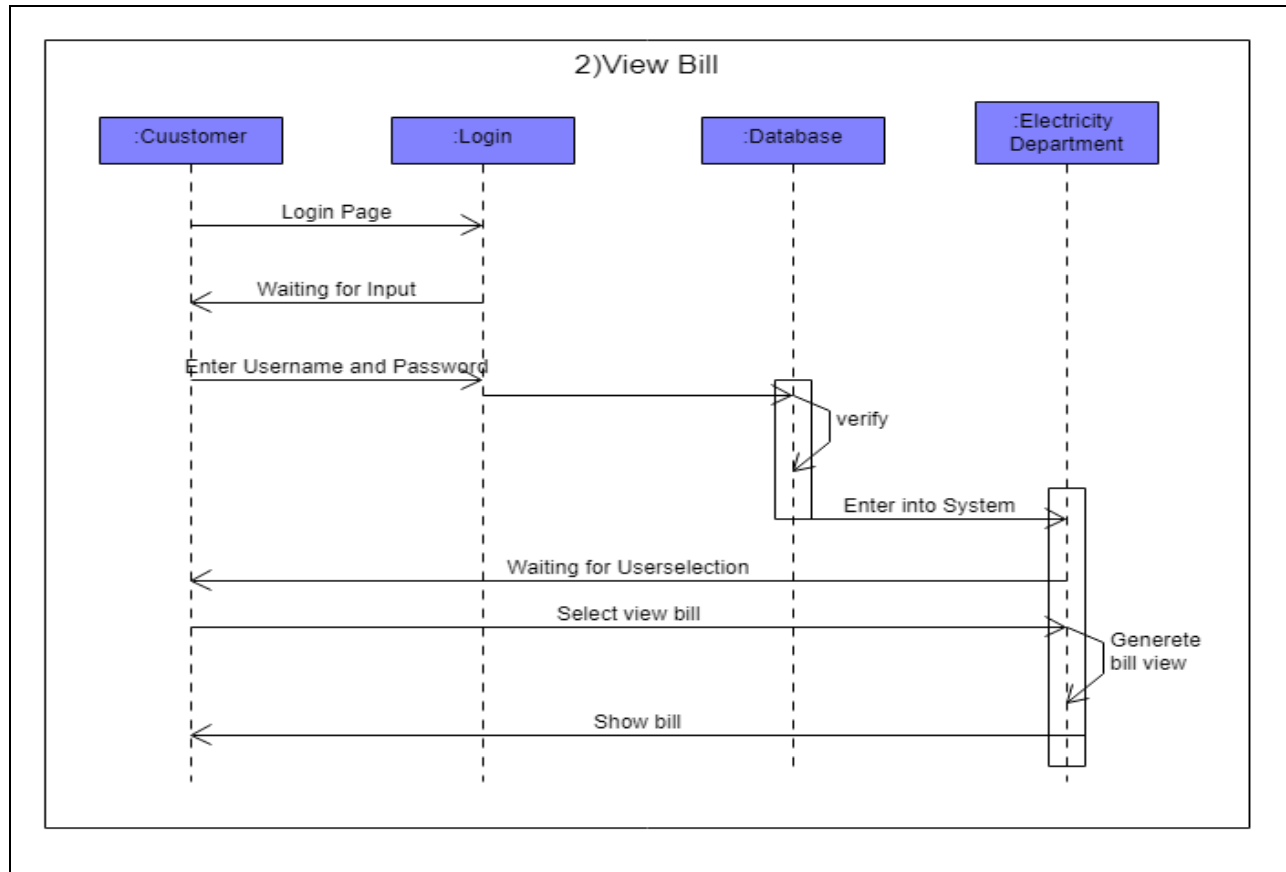 2)View Bill
:Cuustomer
:Login
:Database
:Electricity
Department
Login Page
Waiting for Input
Enter Username and Password
verify
Enter into System
Waiting for Userselection
Select view bill
Generete
bill view
Show bill